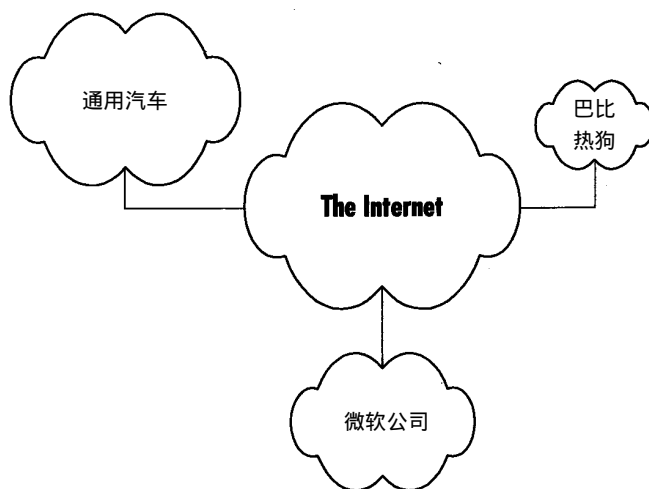 通用汽车
巴比
热狗
The Internet
微软公司